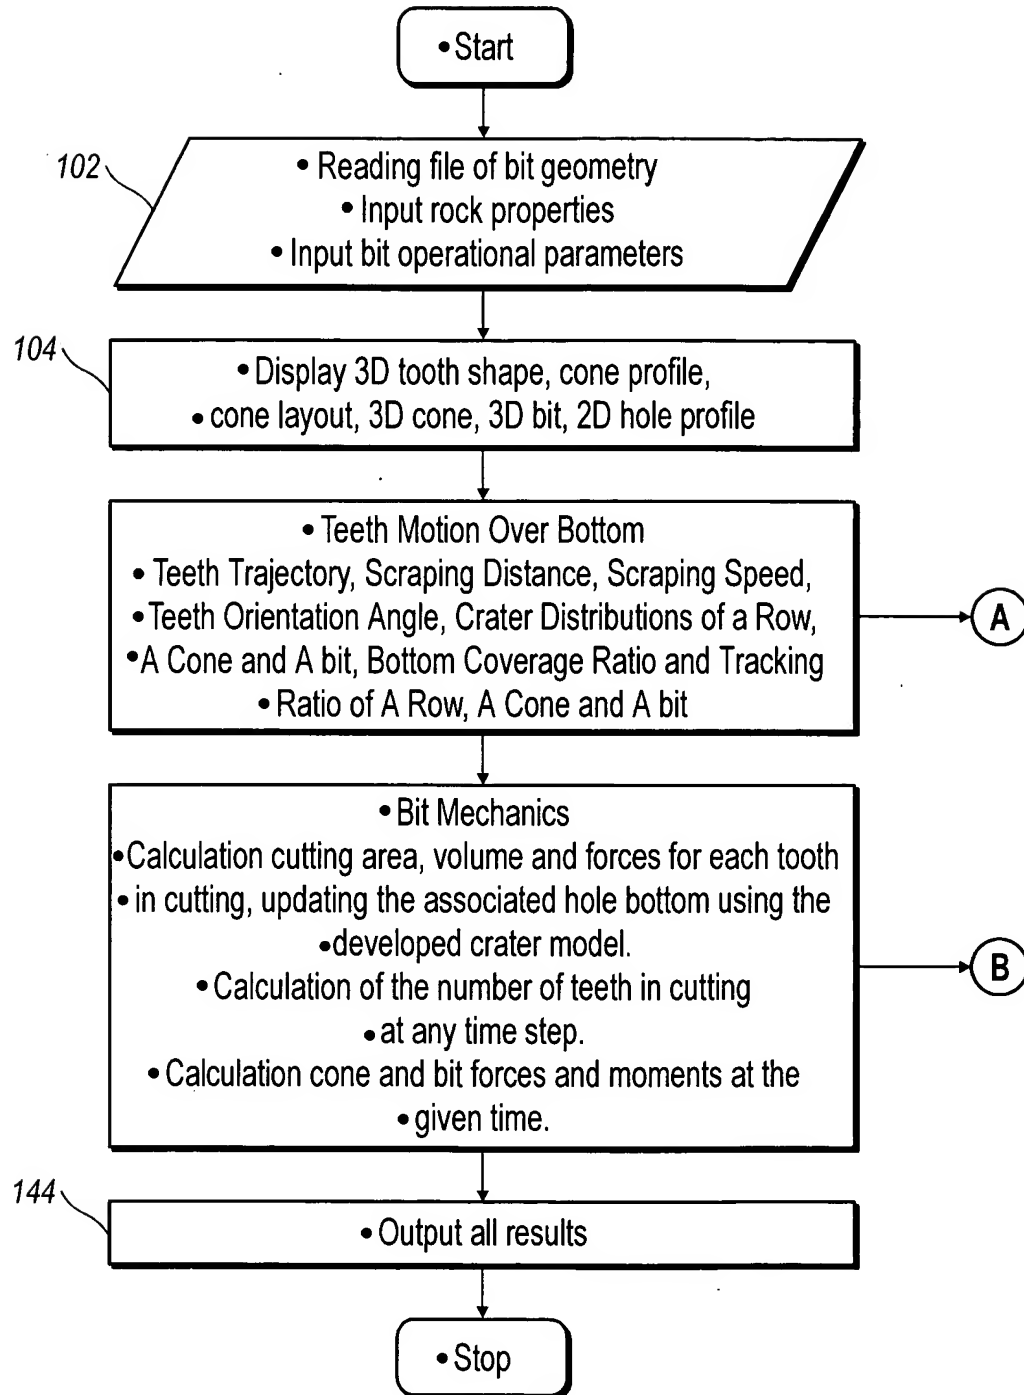 • Start
102
• Reading file of bit geometry
• Input rock properties
• Input bit operational parameters
104
• Display 3D tooth shape, cone profile,
• cone layout, 3D cone, 3D bit, 2D hole profile
• Teeth Motion Over Bottom
• Teeth Trajectory, Scraping Distance, Scraping Speed,
• Teeth Orientation Angle, Crater Distributions of a Row,
• A Cone and A bit, Bottom Coverage Ratio and Tracking
• Ratio of A Row, A Cone and A bit
A
• Bit Mechanics
• Calculation cutting area, volume and forces for each tooth
• in cutting, updating the associated hole bottom using the
• developed crater model.
• Calculation of the number of teeth in cutting
• at any time step.
• Calculation cone and bit forces and moments at the
• given time.
B
144
• Output all results
• Stop